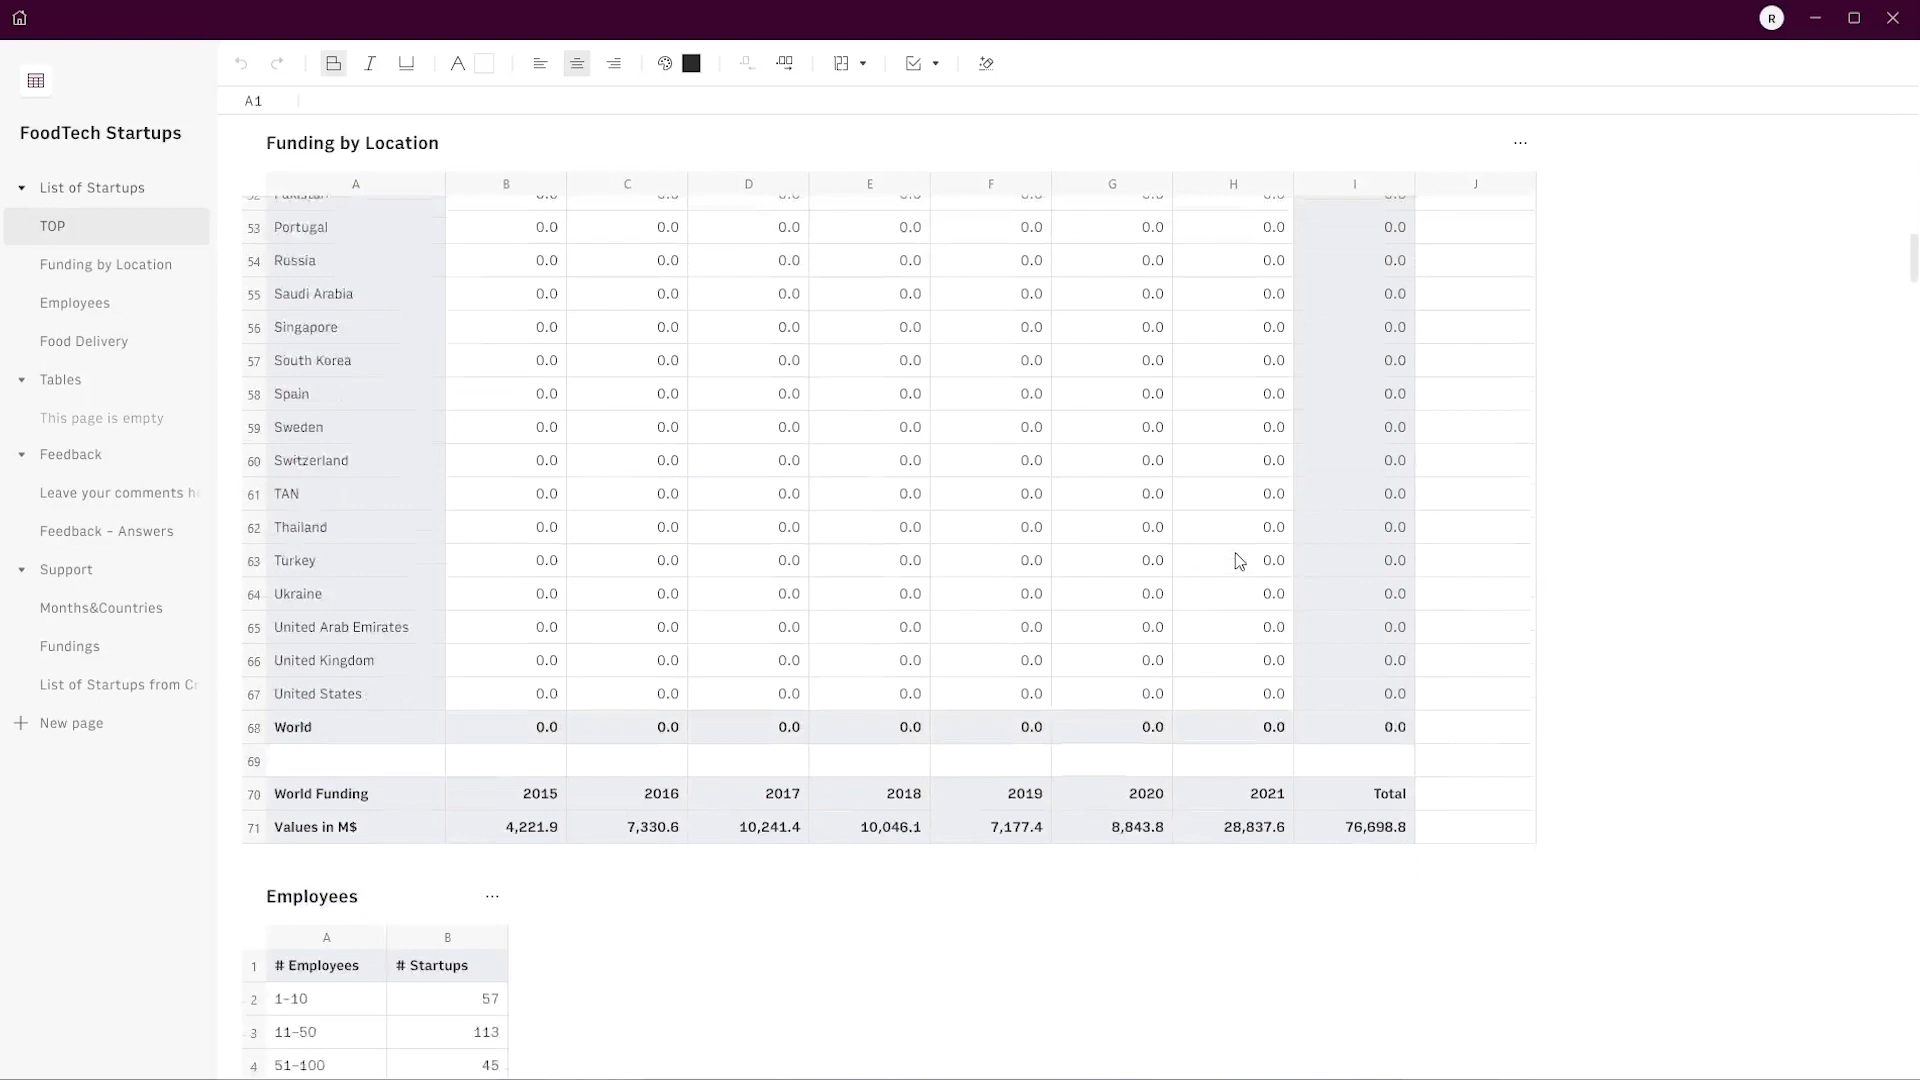 R
FoodTech Startups
List of Startups
TOP
Funding by Location
Employees
Food Delivery
Tables
This page is empty
Feedback
Leave your comments h
Feedback – Answers
Support
Months&Countries
Fundings
List of Startups from Cr
New page
A1
Funding by Location
...
A B C D E F G H I J
53 Portugal 0.0 0.0 0.0 0.0 0.0 0.0 0.0 0.0
54 Russia 0.0 0.0 0.0 0.0 0.0 0.0 0.0 0.0
55 Saudi Arabia 0.0 0.0 0.0 0.0 0.0 0.0 0.0 0.0
56 Singapore 0.0 0.0 0.0 0.0 0.0 0.0 0.0 0.0
57 South Korea 0.0 0.0 0.0 0.0 0.0 0.0 0.0 0.0
58 Spain 0.0 0.0 0.0 0.0 0.0 0.0 0.0 0.0
59 Sweden 0.0 0.0 0.0 0.0 0.0 0.0 0.0 0.0
60 Switzerland 0.0 0.0 0.0 0.0 0.0 0.0 0.0 0.0
61 TAN 0.0 0.0 0.0 0.0 0.0 0.0 0.0 0.0
62 Thailand 0.0 0.0 0.0 0.0 0.0 0.0 0.0 0.0
63 Turkey 0.0 0.0 0.0 0.0 0.0 0.0 0.0 0.0
64 Ukraine 0.0 0.0 0.0 0.0 0.0 0.0 0.0 0.0
65 United Arab Emirates 0.0 0.0 0.0 0.0 0.0 0.0 0.0 0.0
66 United Kingdom 0.0 0.0 0.0 0.0 0.0 0.0 0.0 0.0
67 United States 0.0 0.0 0.0 0.0 0.0 0.0 0.0 0.0
68 World 0.0 0.0 0.0 0.0 0.0 0.0 0.0 0.0
69
70 World Funding 2015 2016 2017 2018 2019 2020 2021 Total
71 Values in M$ 4,221.9 7,330.6 10,241.4 10,046.1 7,177.4 8,843.8 28,837.6 76,698.8
Employees
...
A B
1 # Employees # Startups
2 1–10 57
3 11–50 113
4 51–100 45